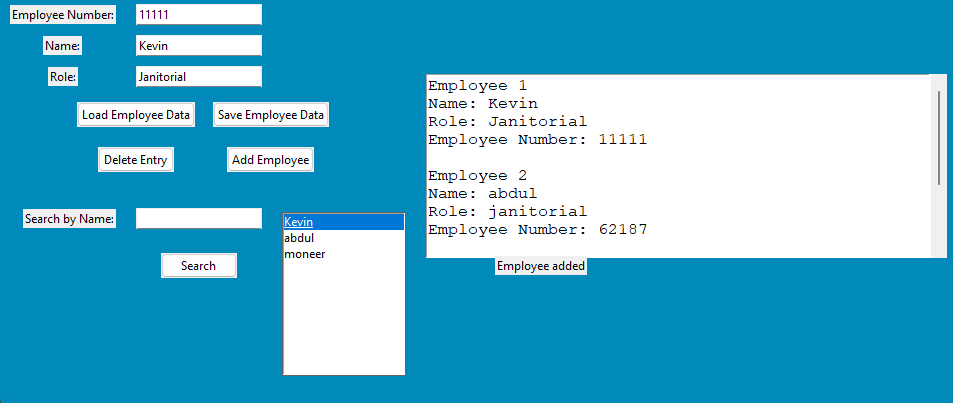 Employee Number: 11111
Name: Kevin
Role: Janitorial
Load Employee Data Save Employee Data
Delete Entry Add Employee
Search by Name:
Search
Kevin
abdul
moneer
Employee 1
Name: Kevin
Role: Janitorial
Employee Number: 11111
Employee 2
Name: abdul
Role: janitorial
Employee Number: 62187
Employee added